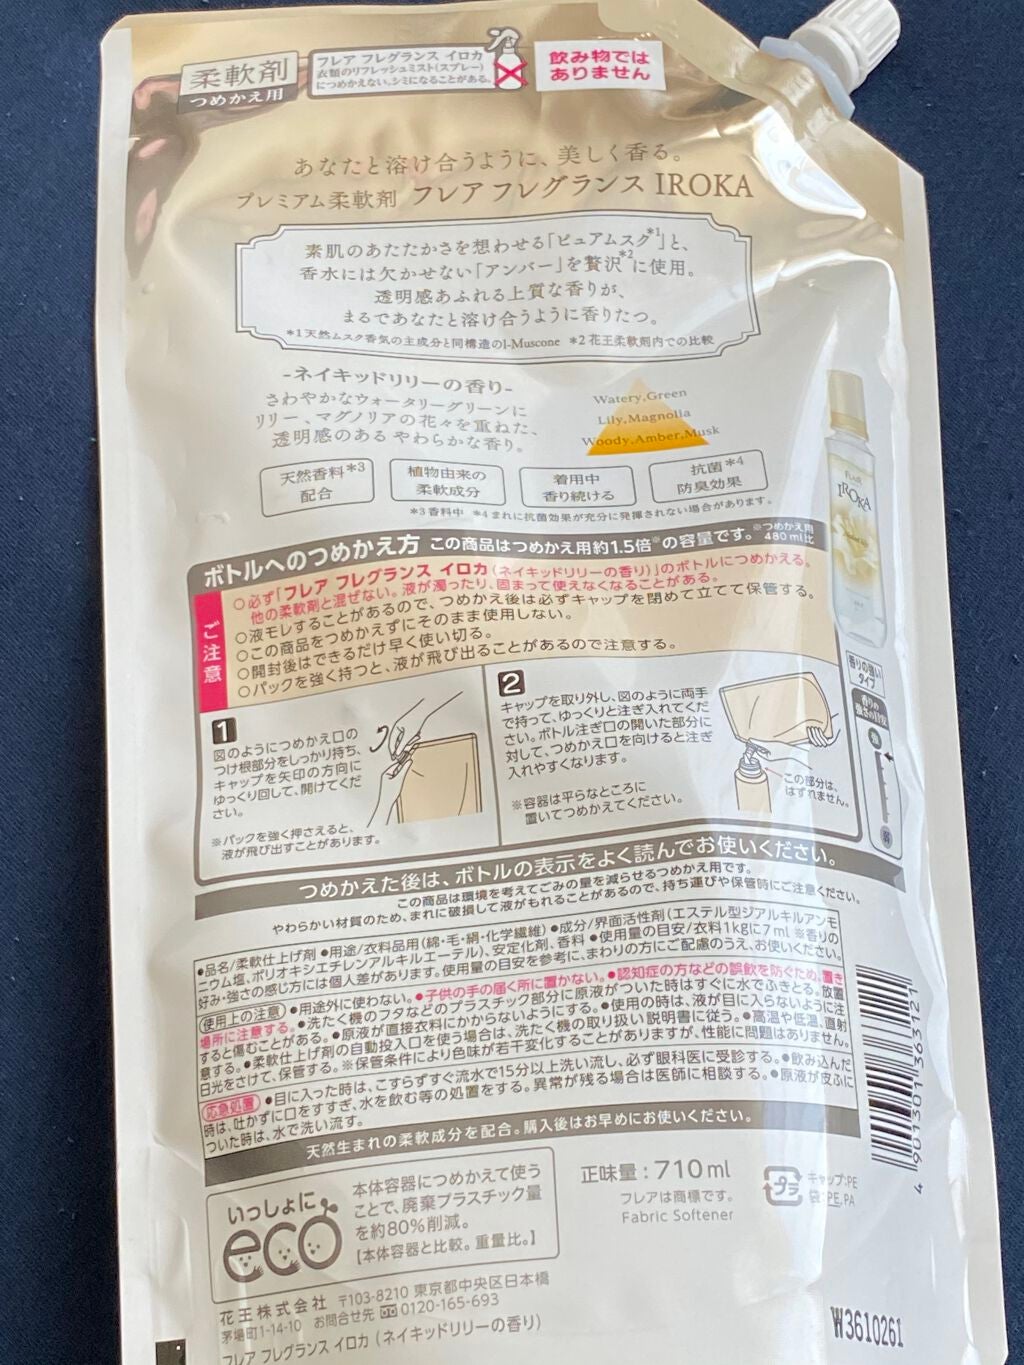 柔軟剤
つめかえ用
フレア フレグランス イロカ
衣類のリフレッシュミスト(スプレー)
につめかえない。シミになることがある。
飲み物では
ありません
あなたと溶け合うように、美しく香る。
プレミアム柔軟剤 フレア フレグランス IROKA
素肌のあたたかさを想わせる「ピュアムスク*1」と、
香水には欠かせない「アンバー」を贅沢*2に使用。
透明感あふれる上質な香りが、
まるであなたと溶け合うように香りたつ。
*1 天然ムスク香気の主成分と同構造のl-Muscone *2 花王柔軟剤内での比較
-ネイキッドリリーの香り-
さわやかなウォータリーグリーンに
リリー、マグノリアの花々を重ねた、
透明感のある やわらかな香り。
Watery,Green
Lily,Magnolia
Woody,Amber,Musk
天然香料*3
配合
植物由来の
柔軟成分
着用中
香り続ける
抗菌*4
防臭効果
*3 香料中 *4 まれに抗菌効果が充分に発揮されない場合があります。
FLAIR
IROKA
ボトルへのつめかえ方 この商品はつめかえ用約1.5倍※の容量です。※つめかえ用
480ml比
ご注意
○必ず「フレア フレグランス イロカ(ネイキッドリリーの香り)」のボトルにつめかえる。
他の柔軟剤と混ぜない。液が濁ったり、固まって使えなくなることがある。
○液モレすることがあるので、つめかえ後は必ずキャップを閉めて立てて保管する。
○この商品をつめかえずにそのまま使用しない。
○開封後はできるだけ早く使い切る。
○パックを強く持つと、液が飛び出ることがあるので注意する。
1
図のようにつめかえ口の
つけ根部分をしっかり持ち、
キャップを矢印の方向に
ゆっくり回して、開けてくだ
さい。
※パックを強く押さえると、
液が飛び出すことがあります。
2
キャップを取り外し、図のように両手
で持って、ゆっくりと注ぎ入れてくだ
さい。ボトル注ぎ口の開いた部分に
対して、つめかえ口を向けると注ぎ
入れやすくなります。
※容器は平らなところに
置いてつめかえてください。
この部分は、
はずれません。
香りの強い
タイプ
香りの
強さの目安
強
弱
つめかえた後は、ボトルの表示をよく読んでお使いください。
この商品は環境を考えてごみの量を減らせるつめかえ用です。
やわらかい材質のため、まれに破損して液がもれることがあるので、持ち運びや保管時にご注意ください。
●品名/柔軟仕上げ剤 ●用途/衣料品用(綿・毛・絹・化学繊維) ●成分/界面活性剤(エステル型ジアルキルアンモ
ニウム塩、ポリオキシエチレンアルキルエーテル)、安定化剤、香料 ●使用量の目安/衣料1kgに7ml ※香りの
好み・強さの感じ方には個人差があります。使用量の目安を参考に、まわりの方にご配慮のうえ、お使いください。
使用上の注意 ●用途外に使わない。●子供の手の届く所に置かない。●認知症の方などの誤飲を防ぐため、置き
場所に注意する。●洗たく機のフタなどのプラスチック部分に原液がついた時はすぐに水でふきとる。放置
すると傷むことがある。●原液が直接衣料にかからないようにする。●使用の時は、液が目に入らないように注
意する。●柔軟仕上げ剤の自動投入口を使う場合は、洗たく機の取り扱い説明書に従う。●高温や低温、直射
日光をさけて、保管する。※保管条件により色味が若干変化することがありますが、性能に問題はありません。
応急処置 ●目に入った時は、こすらずすぐ流水で15分以上洗い流し、必ず眼科医に受診する。●飲み込んだ
時は、吐かずに口をすすぎ、水を飲む等の処置をする。異常が残る場合は医師に相談する。●原液が皮ふに
ついた時は、水で洗い流す。
天然生まれの柔軟成分を配合。購入後はお早めにお使いください。
4 901301 363121
いっしょに
eco
本体容器につめかえて使う
ことで、廃棄プラスチック量
を約80%削減。
【本体容器と比較。重量比。】
正味量:710ml
フレアは商標です。
Fabric Softener
プラ
キャップ:PE
袋:PE,PA
花王株式会社 〒103-8210 東京都中央区日本橋
茅場町1-14-10 お問合せ先 0120-165-693
フレア フレグランス イロカ(ネイキッドリリーの香り)
W3610261